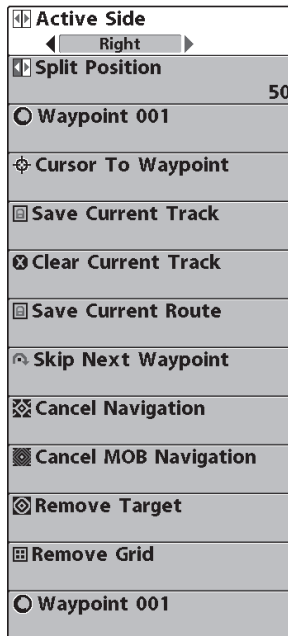 Active Side
Right
Split Position
50
Waypoint 001
Cursor To Waypoint
Save Current Track
Clear Current Track
Save Current Route
Skip Next Waypoint
Cancel Navigation
Cancel MOB Navigation
Remove Target
Remove Grid
Waypoint 001